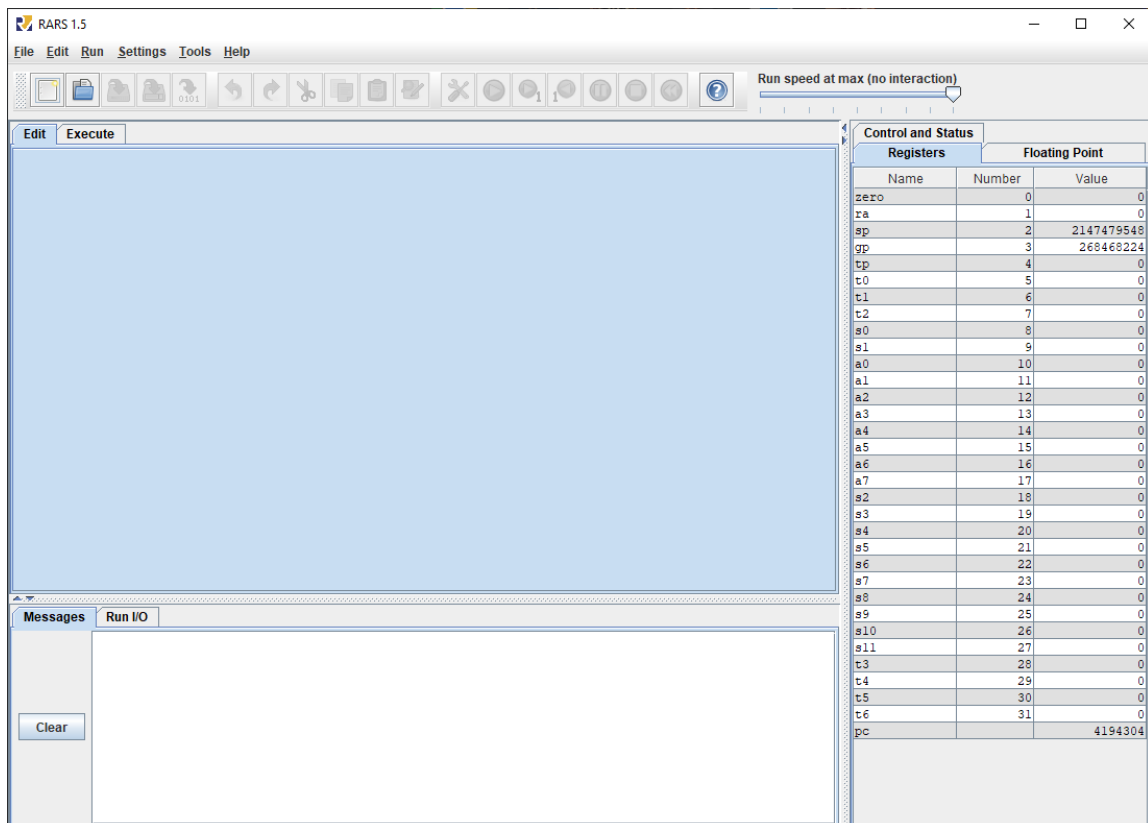 RARS 1.5
File Edit Run Settings Tools Help
Run speed at max (no interaction)
0101 1 1
Edit Execute
Control and Status
Registers Floating Point
Name Number Value
zero 0 0
ra 1 0
sp 2 2147479548
gp 3 268468224
tp 4 0
t0 5 0
t1 6 0
t2 7 0
s0 8 0
s1 9 0
a0 10 0
a1 11 0
a2 12 0
a3 13 0
a4 14 0
a5 15 0
a6 16 0
a7 17 0
s2 18 0
s3 19 0
s4 20 0
s5 21 0
s6 22 0
s7 23 0
s8 24 0
s9 25 0
s10 26 0
s11 27 0
t3 28 0
t4 29 0
t5 30 0
t6 31 0
pc 4194304
Messages Run I/O
Clear